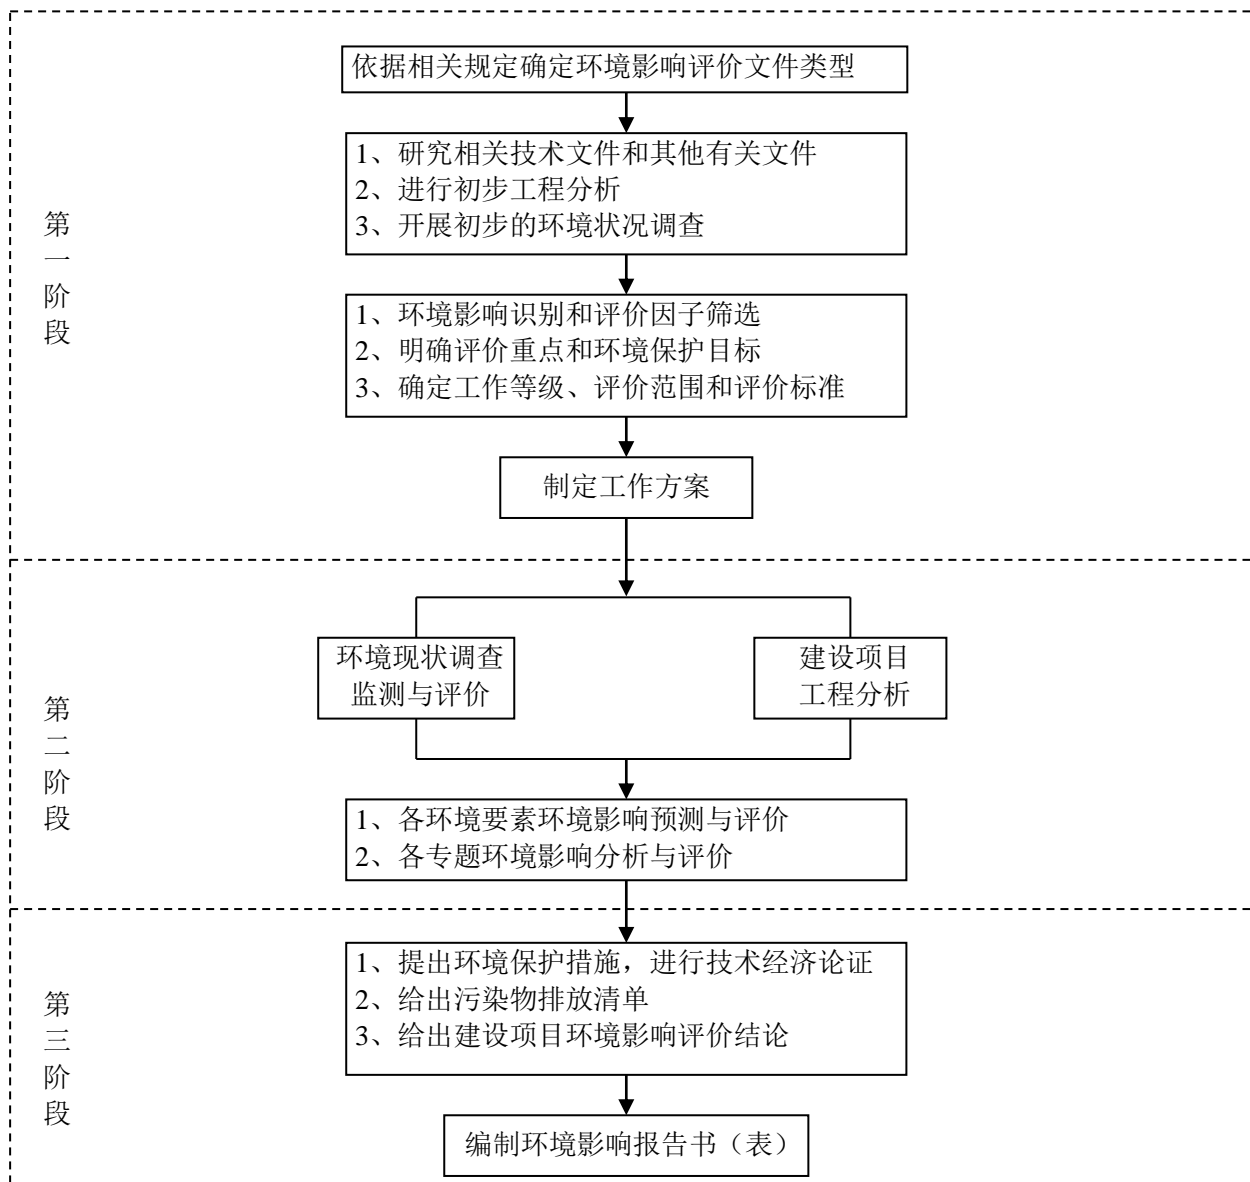 依据相关规定确定环境影响评价文件类型
1、研究相关技术文件和其他有关文件
2、进行初步工程分析
3、开展初步的环境状况调查
第
一
阶
段
1、环境影响识别和评价因子筛选
2、明确评价重点和环境保护目标
3、确定工作等级、评价范围和评价标准
制定工作方案
第
二
阶
段
环境现状调查
监测与评价
建设项目
工程分析
1、各环境要素环境影响预测与评价
2、各专题环境影响分析与评价
第
三
阶
段
1、提出环境保护措施，进行技术经济论证
2、给出污染物排放清单
3、给出建设项目环境影响评价结论
编制环境影响报告书（表）